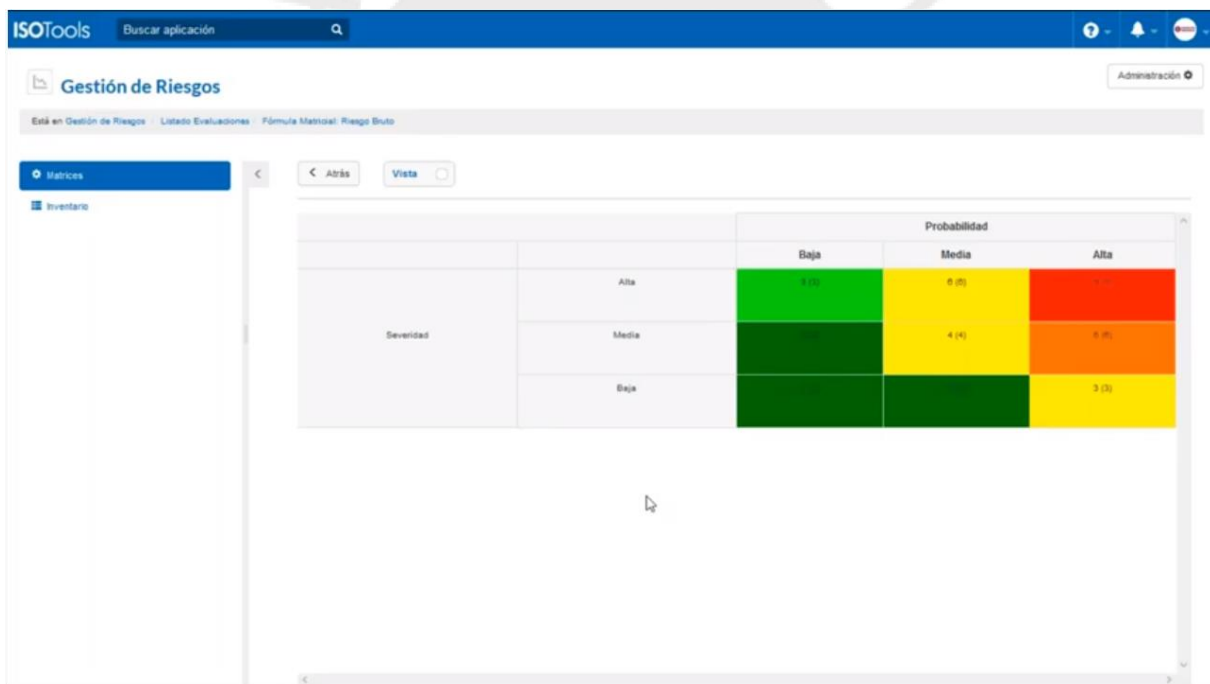 ISOTools Buscar aplicación
Gestión de Riesgos
Administración
Está en Gestión de Riesgos / Listado Evaluaciones / Fórmula Matricial: Riesgo Bruto
Matrices
Inventario
< Atrás Vista
Probabilidad
Baja Media Alta
Alta 3 (3) 6 (6)
Severidad Media 4 (4) 6 (6)
Baja 3 (3)